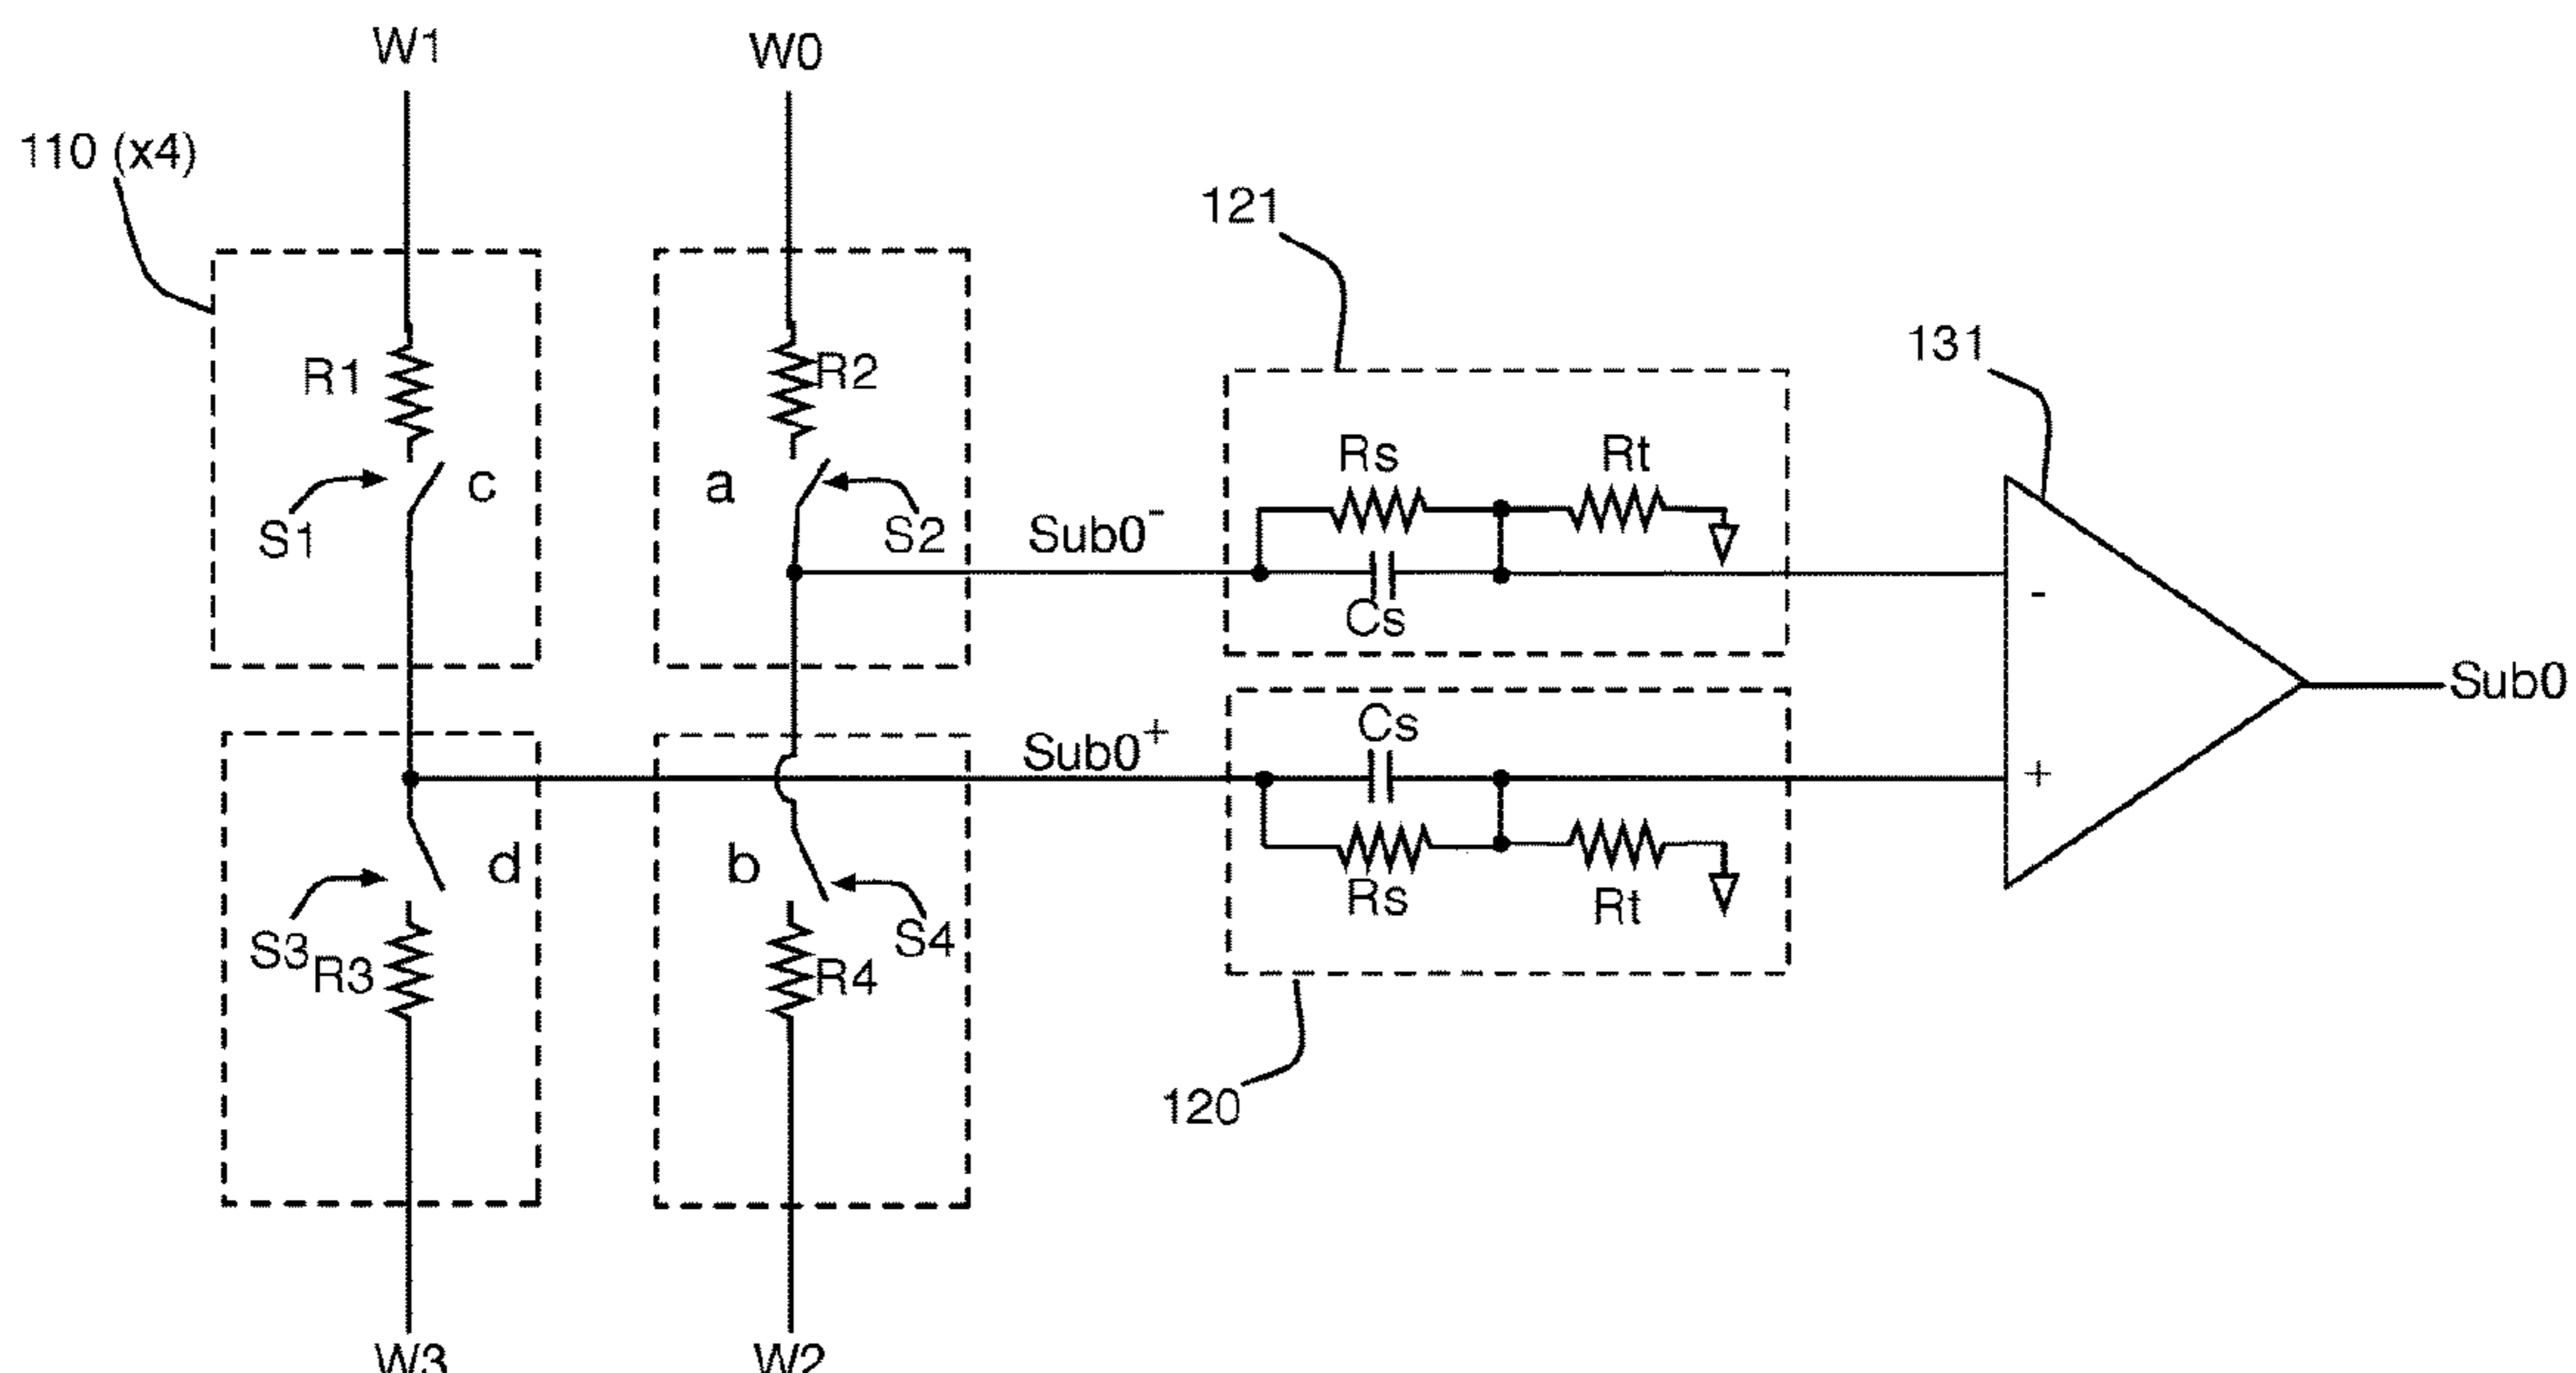 W1
W0
110 (x4)
121
131
R1
R2
Rs
Rt
S1
c
a
S2
Sub0-
Cs
-
Sub0
Cs
Sub0+
+
d
b
Rs
Rt
S3
R3
S4
R4
120
W3
W2